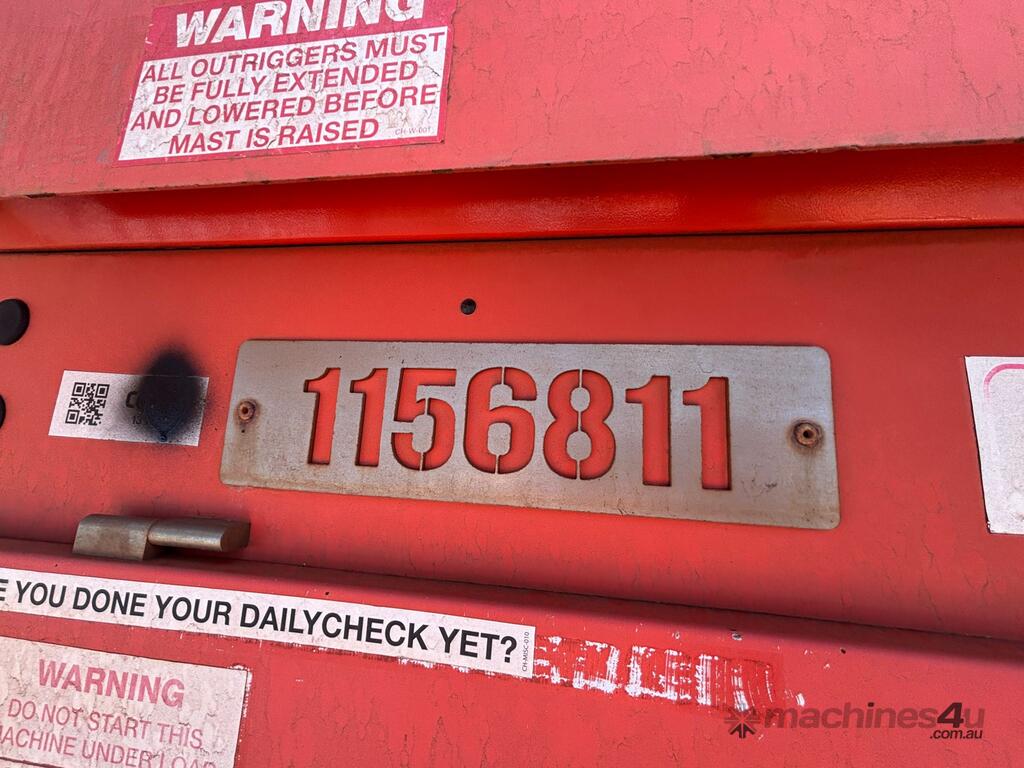 WARNING
ALL OUTRIGGERS MUST
BE FULLY EXTENDED
AND LOWERED BEFORE
MAST IS RAISED
CH-W-001
1156811
E YOU DONE YOUR DAILYCHECK YET?
CH-MISC-010
WARNING
DO NOT START THIS
MACHINE UNDER LOAD
machines4u
.com.au